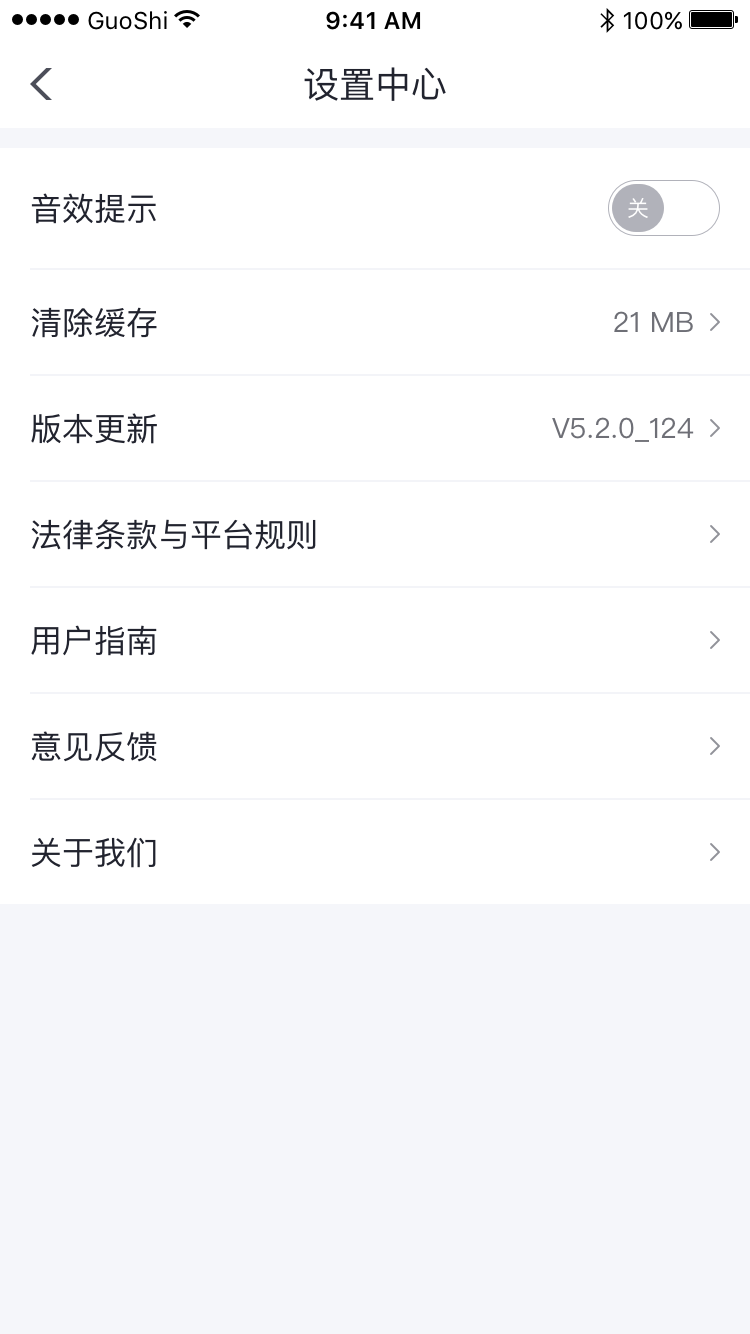 GuoShi 9:41 AM 100%
设置中心
音效提示 关
清除缓存 21 MB
版本更新 V5.2.0_124
法律条款与平台规则
用户指南
意见反馈
关于我们